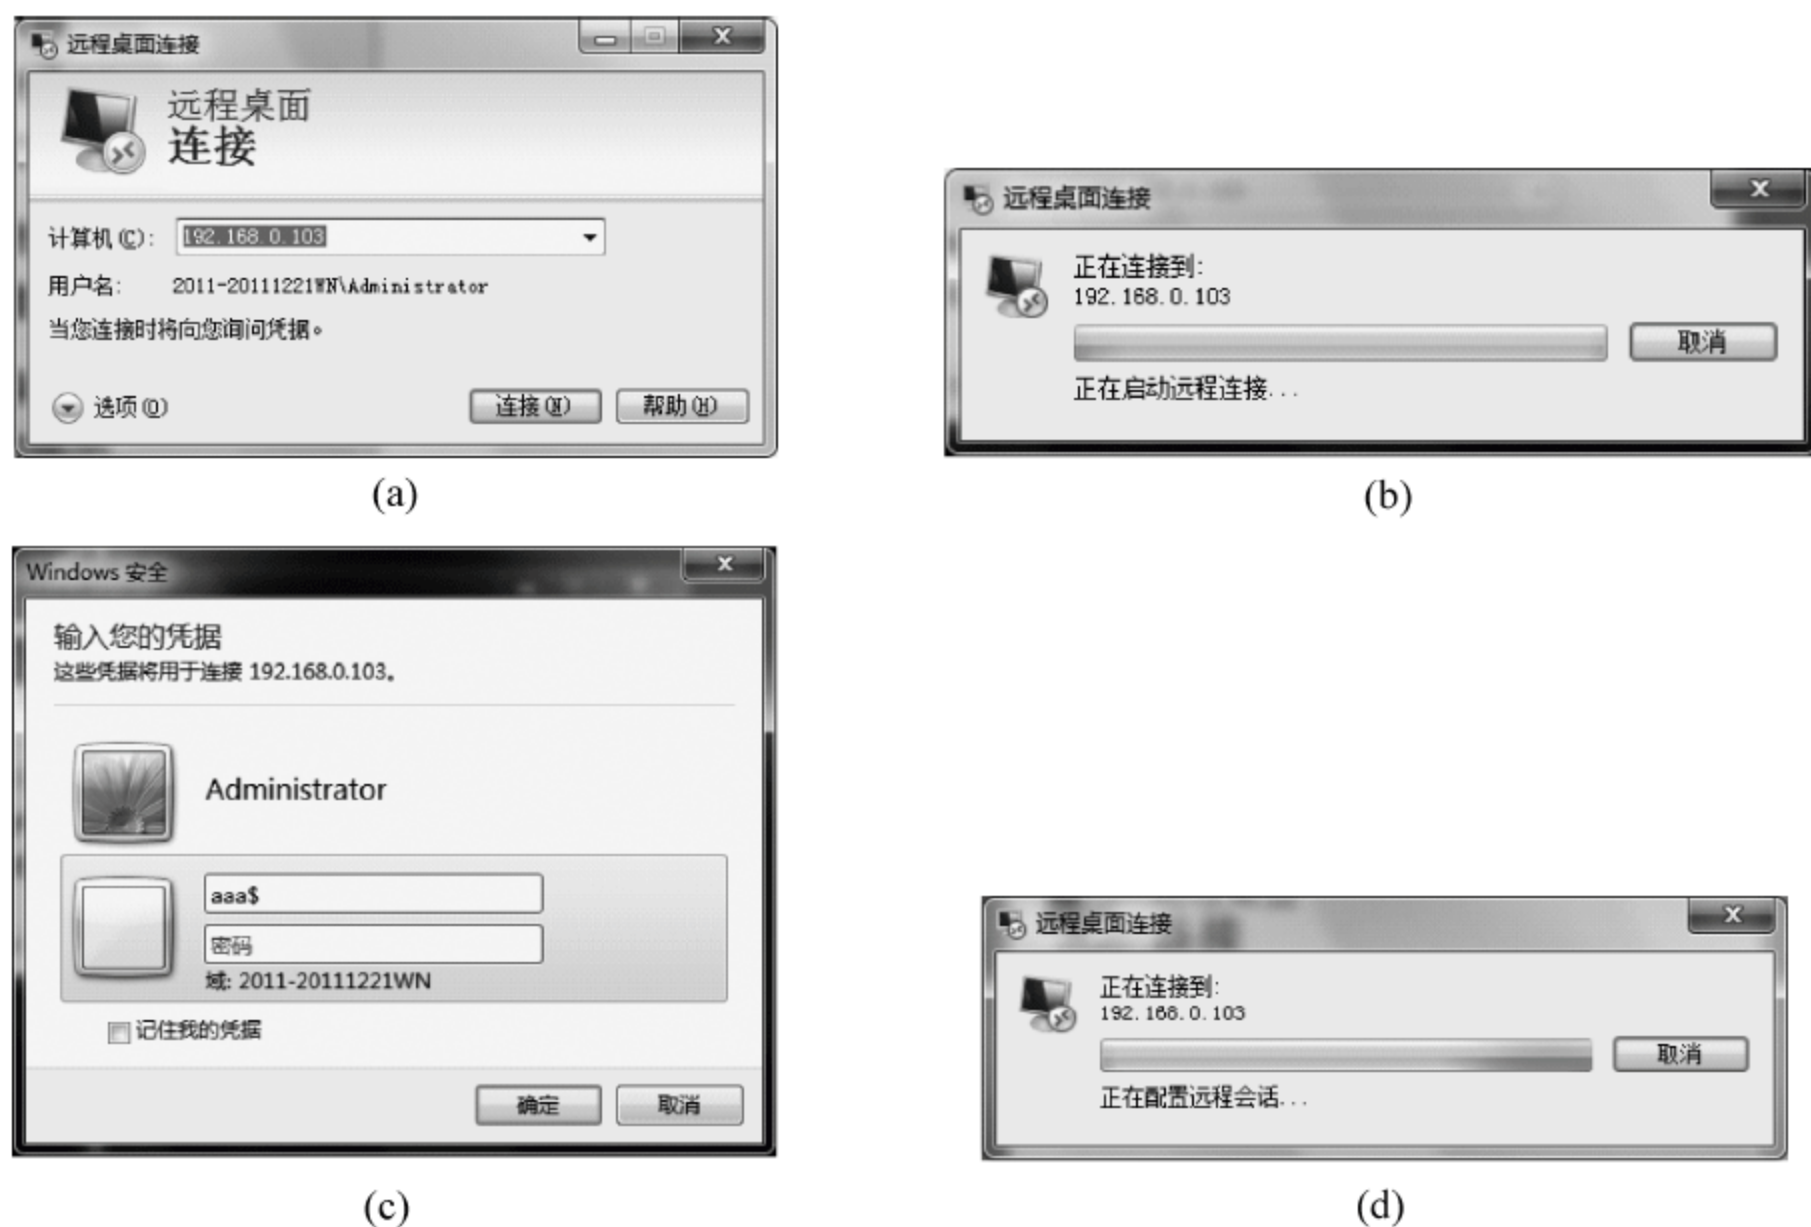 远程桌面连接
远程桌面
连接
计算机(C):
192.168.0.103
用户名:
2011-20111221WN\Administrator
当您连接时将向您询问凭据。
选项(O)
连接(N)
帮助(H)
(a)
远程桌面连接
正在连接到:
192.168.0.103
取消
正在启动远程连接...
(b)
Windows 安全
输入您的凭据
这些凭据将用于连接 192.168.0.103。
Administrator
aaa$
密码
域: 2011-20111221WN
记住我的凭据
确定
取消
(c)
远程桌面连接
正在连接到:
192.168.0.103
取消
正在配置远程会话...
(d)